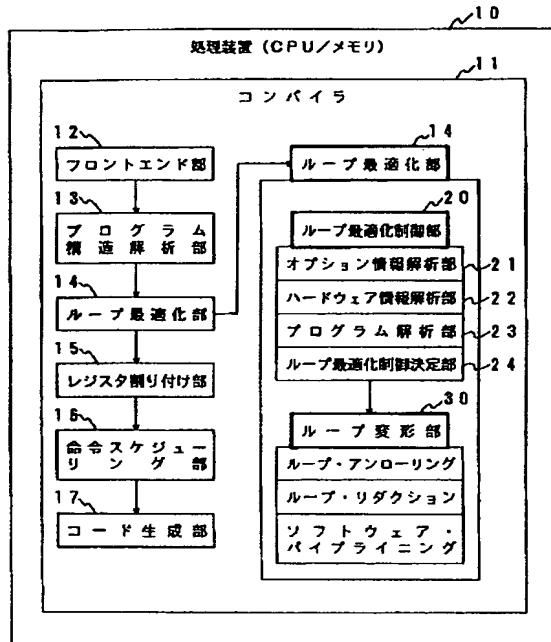 10
処理装置(CPU/メモリ)
11
コンパイラ
12
フロントエンド部
13
プログラム
構造解析部
14
ループ最適化部
15
レジスタ割り付け部
16
命令スケジュー
リング部
17
コード生成部
14
ループ最適化部
20
ループ最適化制御部
オプション情報解析部
21
ハードウェア情報解析部
22
プログラム解析部
23
ループ最適化制御決定部
24
30
ループ変形部
ループ・アンローリング
ループ・リダクション
ソフトウェア・
パイプライニング